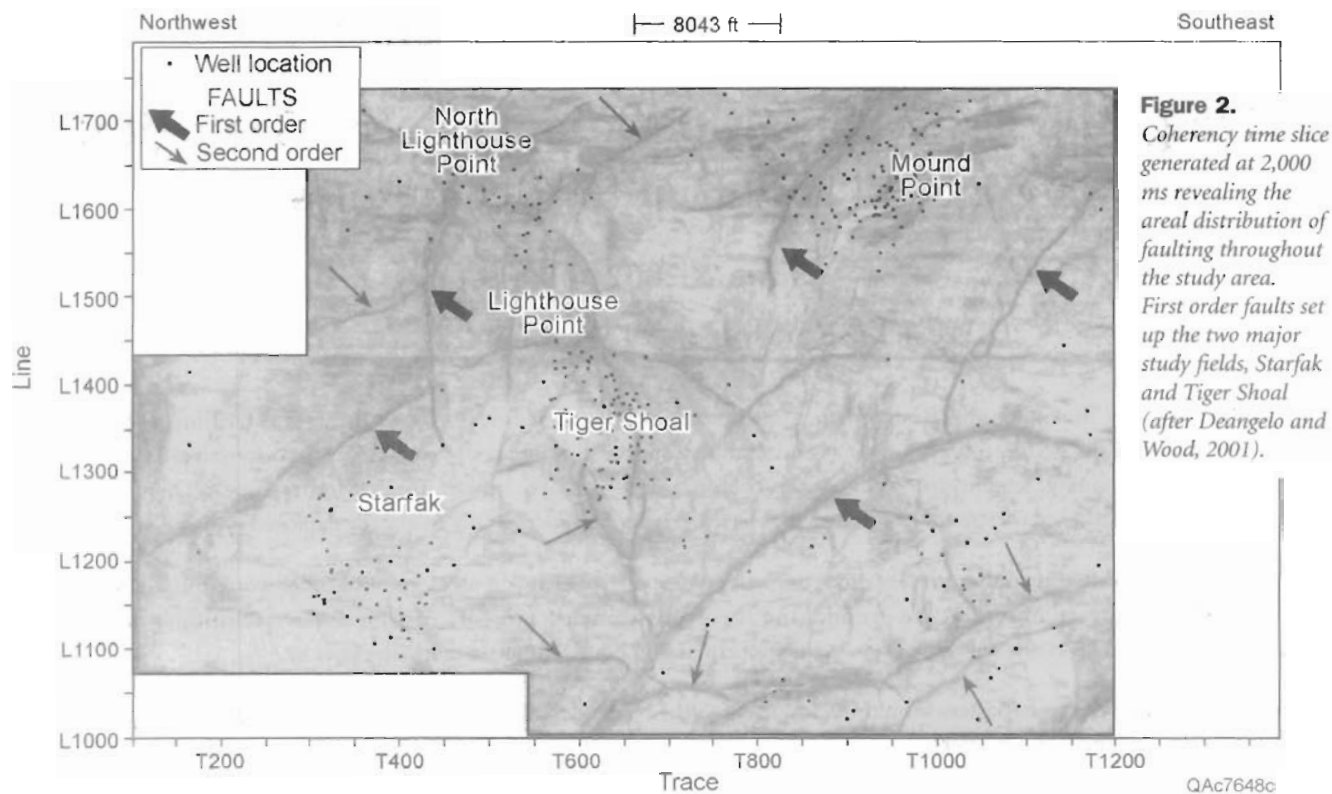 Northwest
8043 ft
Southeast
Well location
FAULTS
First order
Second order
North
Lighthouse
Point
Mound
Point
Lighthouse
Point
Tiger Shoal
Starfak
Line
L1700
L1600
L1500
L1400
L1300
L1200
L1100
L1000
T200
T400
T600
T800
T1000
T1200
Trace
QAc7648c
Figure 2.
Coherency time slice
generated at 2,000
ms revealing the
areal distribution of
faulting throughout
the study area.
First order faults set
up the two major
study fields, Starfak
and Tiger Shoal
(after Deangelo and
Wood, 2001).